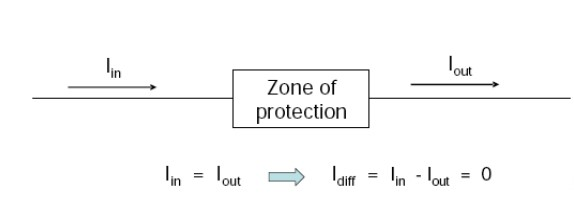 I_in
I_out
Zone of
protection
I_in = I_out I_diff = I_in - I_out = 0